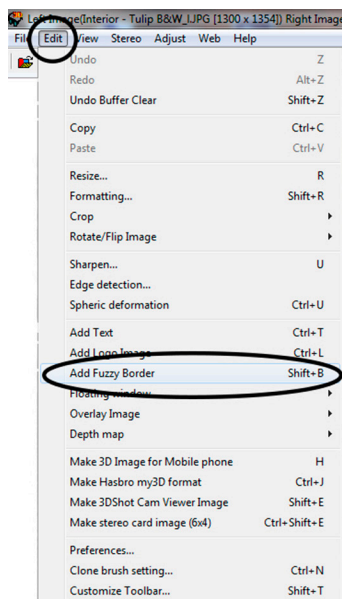 Left Image(Interior - Tulip B&W_l.JPG [1300 x 1354]) Right Image
File Edit View Stereo Adjust Web Help
Undo Z
Redo Alt+Z
Undo Buffer Clear Shift+Z
Copy Ctrl+C
Paste Ctrl+V
Resize... R
Formatting... Shift+R
Crop
Rotate/Flip Image
Sharpen... U
Edge detection...
Spheric deformation Ctrl+U
Add Text Ctrl+T
Add Logo Image Ctrl+L
Add Fuzzy Border Shift+B
Floating window
Overlay Image
Depth map
Make 3D Image for Mobile phone H
Make Hasbro my3D format Ctrl+J
Make 3DShot Cam Viewer Image Shift+E
Make stereo card image (6x4) Ctrl+Shift+E
Preferences...
Clone brush setting... Ctrl+N
Customize Toolbar... Shift+T